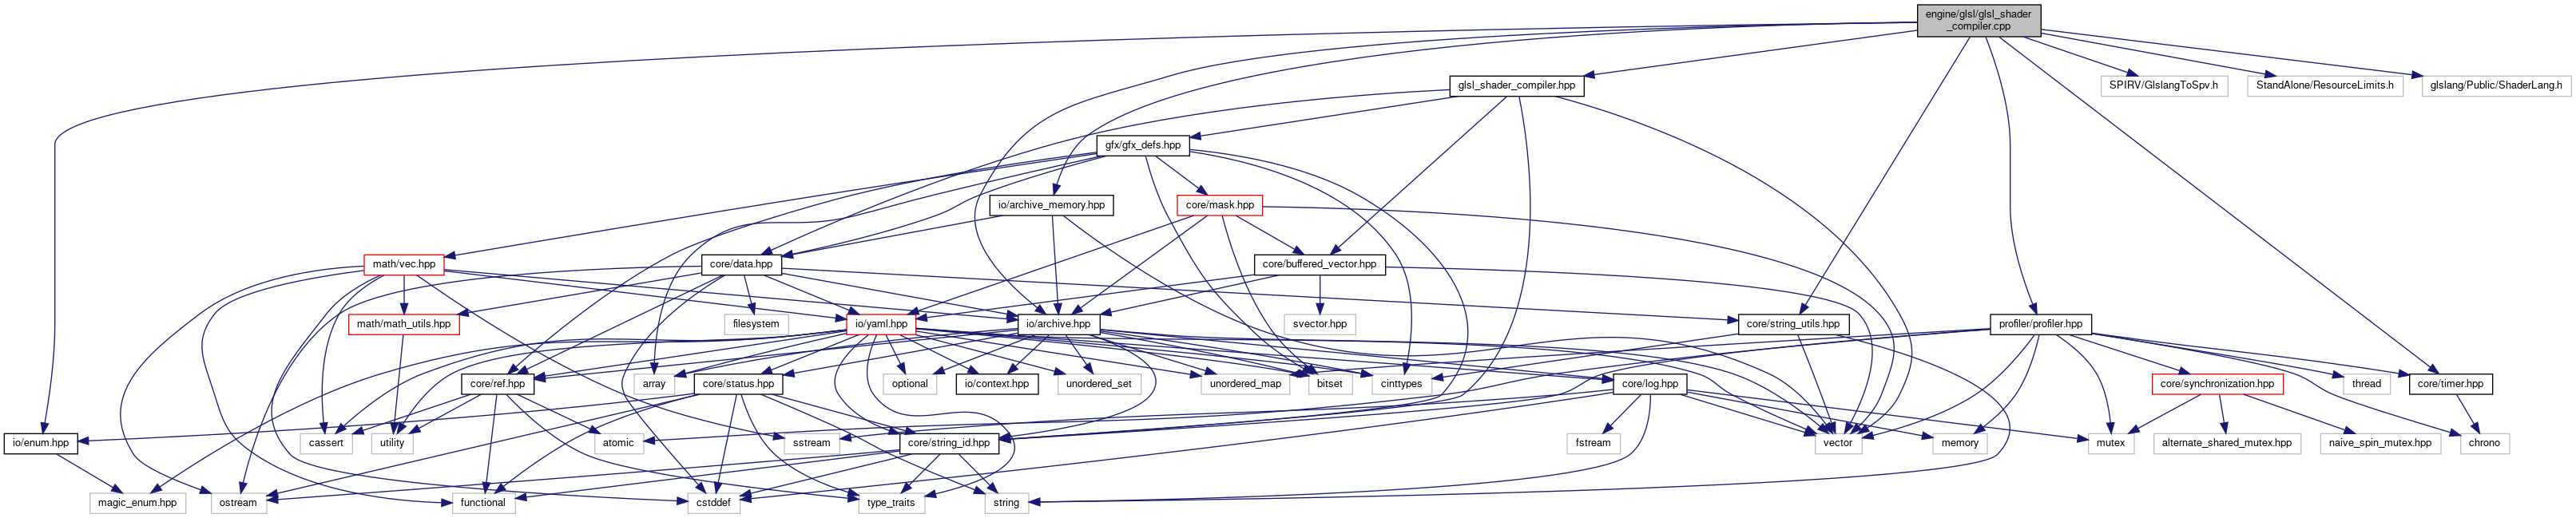 engine/glsl/glsl_shader
_compiler.cpp
glsl_shader_compiler.hpp
SPIRV/GlslangToSpv.h
StandAlone/ResourceLimits.h
glslang/Public/ShaderLang.h
gfx/gfx_defs.hpp
io/archive_memory.hpp
core/mask.hpp
math/vec.hpp
core/data.hpp
core/buffered_vector.hpp
math/math_utils.hpp
filesystem
io/yaml.hpp
io/archive.hpp
svector.hpp
core/string_utils.hpp
profiler/profiler.hpp
core/ref.hpp
array
core/status.hpp
optional
io/context.hpp
unordered_set
unordered_map
bitset
cinttypes
core/log.hpp
core/synchronization.hpp
thread
core/timer.hpp
io/enum.hpp
cassert
utility
atomic
sstream
core/string_id.hpp
fstream
vector
memory
mutex
alternate_shared_mutex.hpp
naive_spin_mutex.hpp
chrono
magic_enum.hpp
ostream
functional
cstddef
type_traits
string